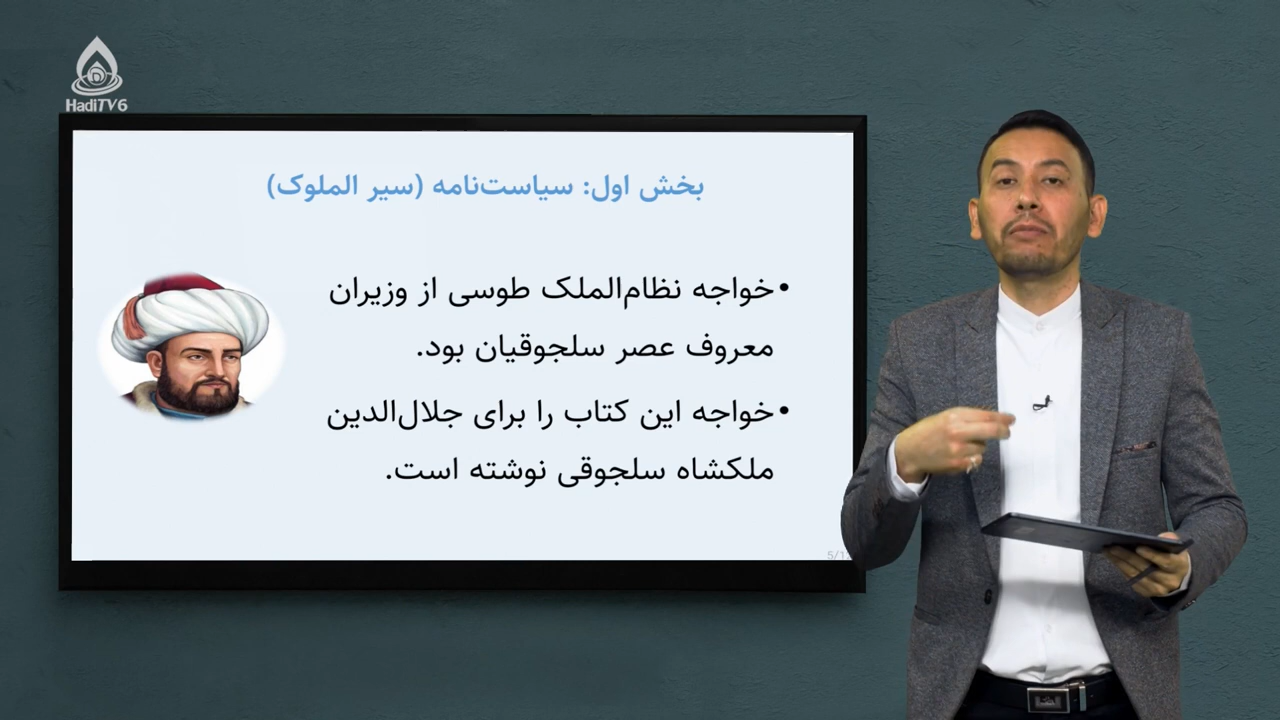 HadiTV6
بخش اول: سیاست‌نامه (سیر الملوک)
•خواجه نظام‌الملک طوسی از وزیران
معروف عصر سلجوقیان بود.
•خواجه این کتاب را برای جلال‌الدین
ملکشاه سلجوقی نوشته است.